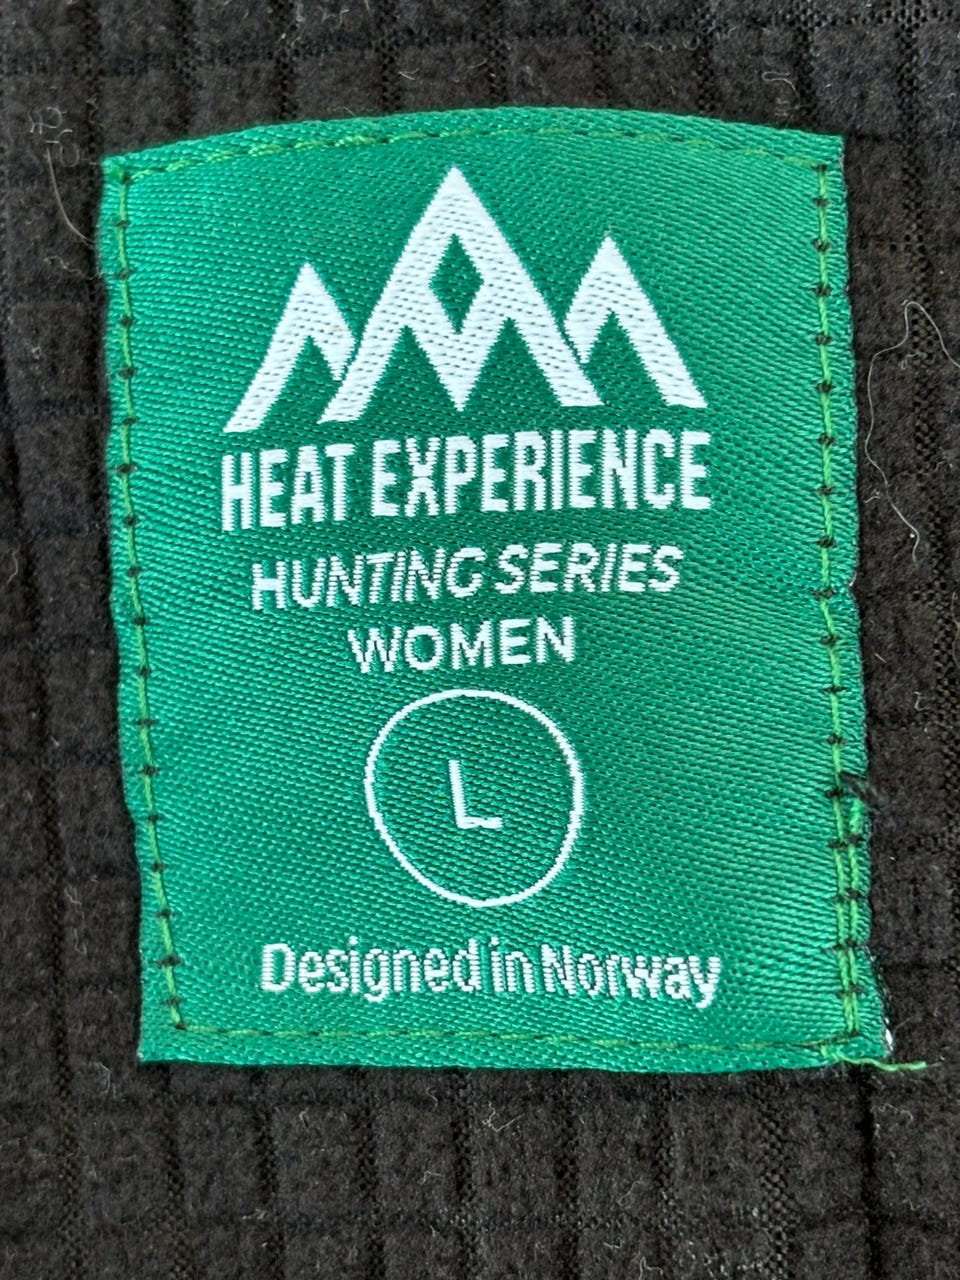 HEAT EXPERIENCE
HUNTING SERIES
WOMEN
L
Designed in Norway